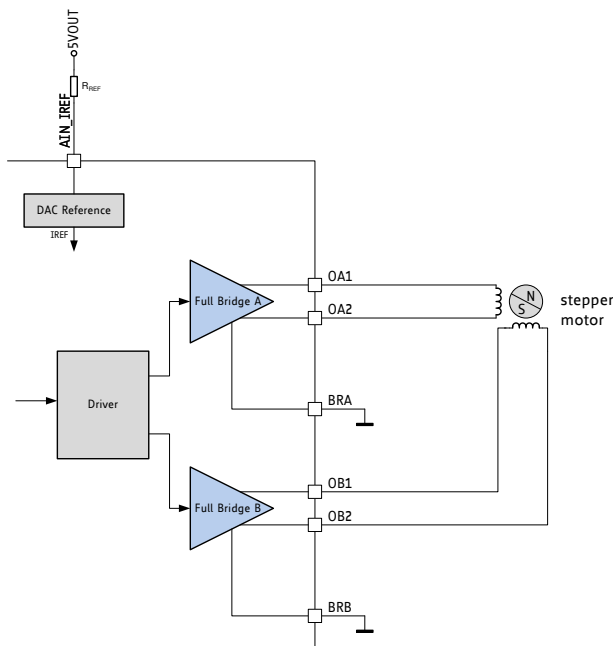 5VOUT
RREF
AIN_IREF
DAC Reference
IREF
Full Bridge A
OA1
OA2
N
S
stepper
motor
Driver
BRA
Full Bridge B
OB1
OB2
BRB